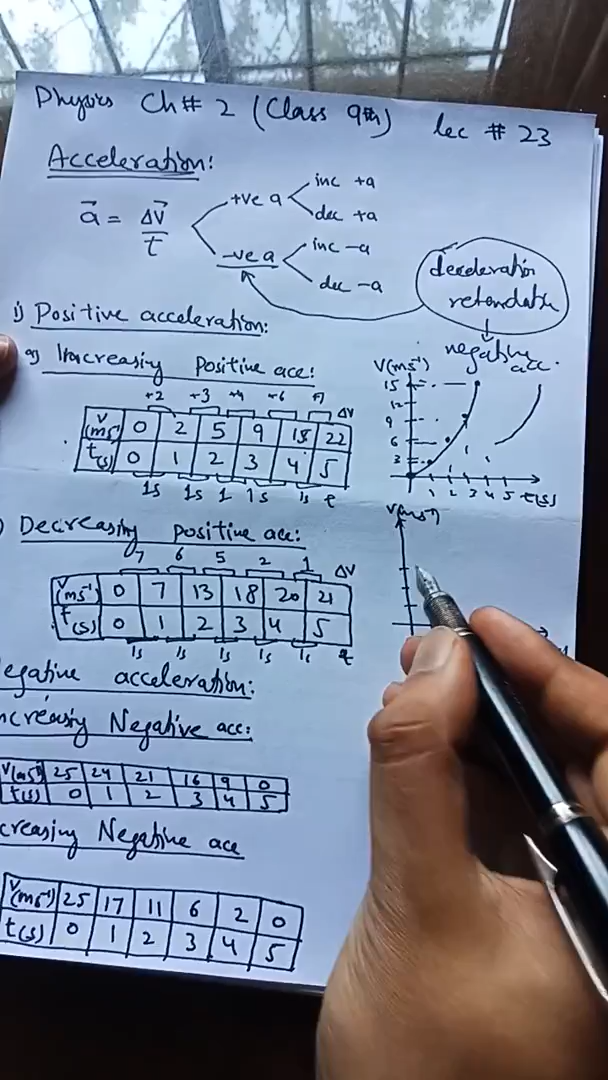 Physics Ch # 2 (Class 9th) lec # 23
Acceleration:
a = ΔV/t
+ve a
inc +a
dec +a
-ve a
inc -a
dec -a
deceleration
negative acc.
i) Positive acceleration:
a) Increasing positive acc:
+2 +3 +4 +6 +7 ΔV
V(ms⁻¹) 0 2 5 9 15 22
t(s) 0 1 2 3 4 5
1s 1s 1 1s 1s t
V(ms⁻¹)
15
12
9
6
3
1 2 3 4 5 t(s)
) Decreasing positive acc:
7 6 5 2 1 ΔV
V(ms⁻¹) 0 7 13 18 20 21
t(s) 0 1 2 3 4 5
1s 1s 1s 1s 1s t
V(ms⁻¹)
egative acceleration:
ncreasing Negative acc:
V(ms⁻¹) 25 24 21 16 9 0
t(s) 0 1 2 3 4 5
creasing Negative acc
V(ms⁻¹) 25 17 11 6 2 0
t(s) 0 1 2 3 4 5